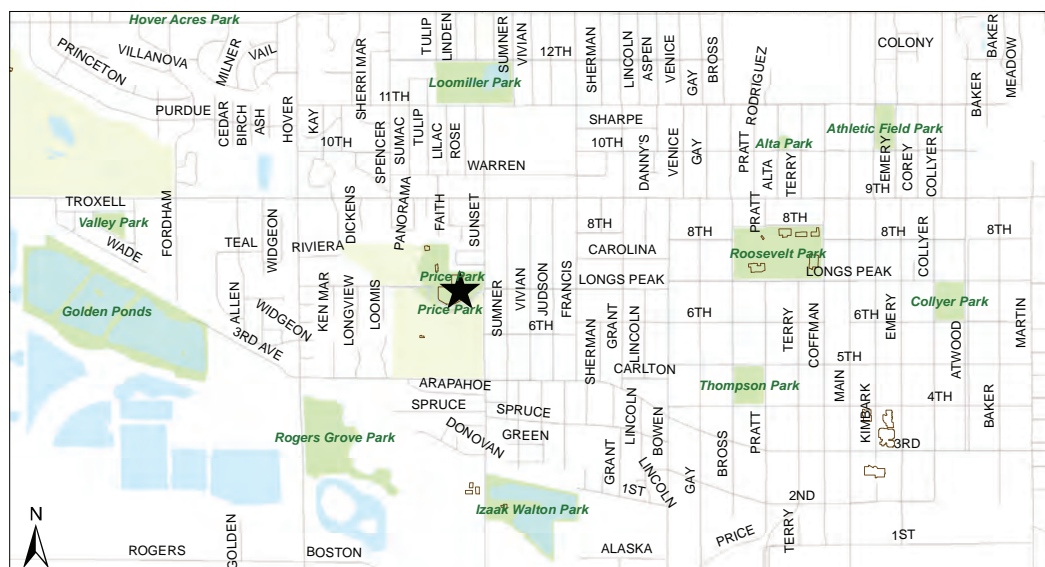 Hover Acres Park
PRINCETON
VILLANOVA
MILNER
VAIL
SHERRI MAR
TULIP
LINDEN
SUMNER
VIVIAN
12TH
SHERMAN
LINCOLN
ASPEN
VENICE
GAY
BROSS
RODRIGUEZ
COLONY
BAKER
BAKER
MEADOW
Loomiller Park
PURDUE
CEDAR
BIRCH
ASH
HOVER
KAY
10TH
11TH
SPENCER
SUMAC
TULIP
LILAC
ROSE
WARREN
SHARPE
10TH
DANNY'S
VENICE
GAY
PRATT
ALTA
Alta Park
TERRY
Athletic Field Park
EMERY
COREY
COLLYER
9TH
TROXELL
Valley Park
WADE
FORDHAM
TEAL
WIDGEON
RIVIERA
DICKENS
PANORAMA
FAITH
SUNSET
8TH
CAROLINA
8TH
PRATT
8TH
Roosevelt Park
8TH
COLLYER
8TH
Golden Ponds
ALLEN
WIDGEON
3RD AVE
KEN MAR
LONGVIEW
LOOMIS
Price Park
Price Park
SUMNER
VIVIAN
JUDSON
FRANCIS
6TH
LONGS PEAK
LONGS PEAK
SHERMAN
GRANT
LINCOLN
6TH
TERRY
COFFMAN
6TH
EMERY
Collyer Park
ATWOOD
MARTIN
CARLTON
5TH
MAIN
ARAPAHOE
SPRUCE
SPRUCE
DONOVAN
GREEN
Thompson Park
4TH
BAKER
KIMBARK
3RD
Rogers Grove Park
GRANT
LINCOLN
BOWEN
1ST
LINCOLN
GAY
BROSS
PRATT
2ND
Izaak Walton Park
N
ROGERS
GOLDEN
BOSTON
ALASKA
PRICE
TERRY
1ST